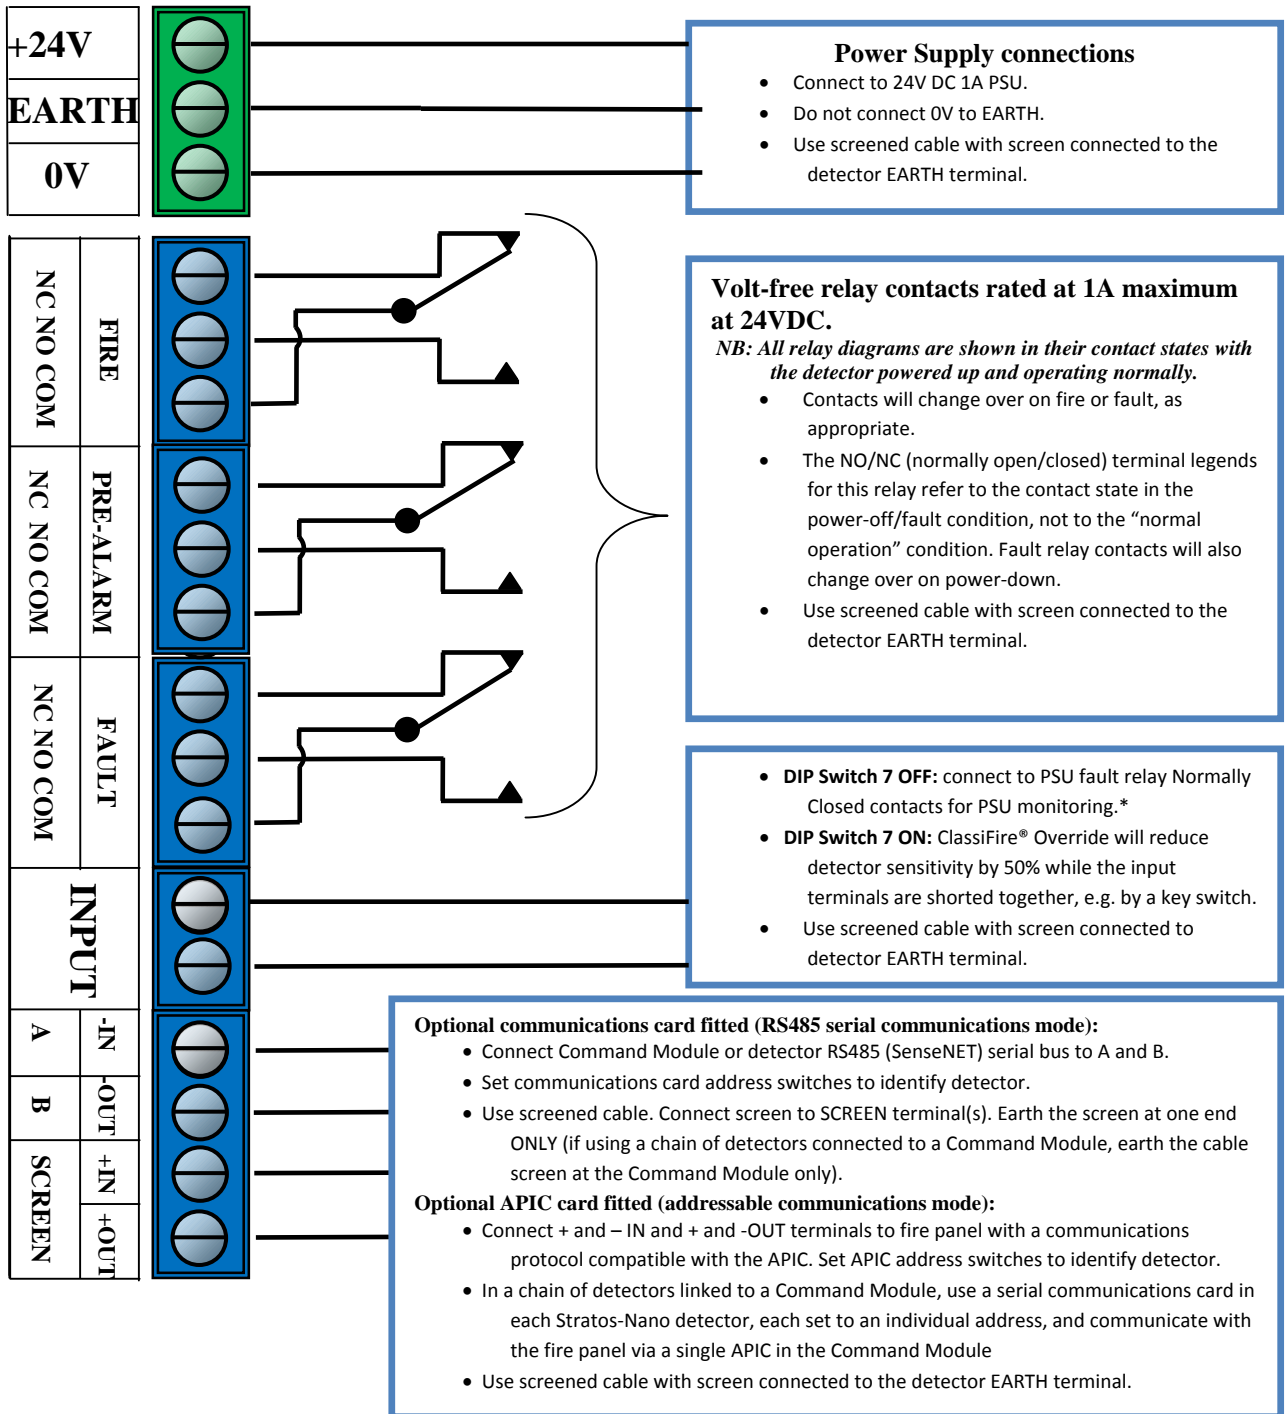 +24V
EARTH
0V
Power Supply connections
• Connect to 24V DC 1A PSU.
• Do not connect 0V to EARTH.
• Use screened cable with screen connected to the
detector EARTH terminal.
NC NO COM
FIRE
NC NO COM
PRE-ALARM
NC NO COM
FAULT
Volt-free relay contacts rated at 1A maximum
at 24VDC.
NB: All relay diagrams are shown in their contact states with
the detector powered up and operating normally.
• Contacts will change over on fire or fault, as
appropriate.
• The NO/NC (normally open/closed) terminal legends
for this relay refer to the contact state in the
power-off/fault condition, not to the “normal
operation” condition. Fault relay contacts will also
change over on power-down.
• Use screened cable with screen connected to the
detector EARTH terminal.
INPUT
• DIP Switch 7 OFF: connect to PSU fault relay Normally
Closed contacts for PSU monitoring.*
• DIP Switch 7 ON: ClassiFire® Override will reduce
detector sensitivity by 50% while the input
terminals are shorted together, e.g. by a key switch.
• Use screened cable with screen connected to
detector EARTH terminal.
A
-IN
B
-OUT
SCREEN
+IN
+OUT
Optional communications card fitted (RS485 serial communications mode):
• Connect Command Module or detector RS485 (SenseNET) serial bus to A and B.
• Set communications card address switches to identify detector.
• Use screened cable. Connect screen to SCREEN terminal(s). Earth the screen at one end
ONLY (if using a chain of detectors connected to a Command Module, earth the cable
screen at the Command Module only).
Optional APIC card fitted (addressable communications mode):
• Connect + and – IN and + and -OUT terminals to fire panel with a communications
protocol compatible with the APIC. Set APIC address switches to identify detector.
• In a chain of detectors linked to a Command Module, use a serial communications card in
each Stratos-Nano detector, each set to an individual address, and communicate with
the fire panel via a single APIC in the Command Module
• Use screened cable with screen connected to the detector EARTH terminal.